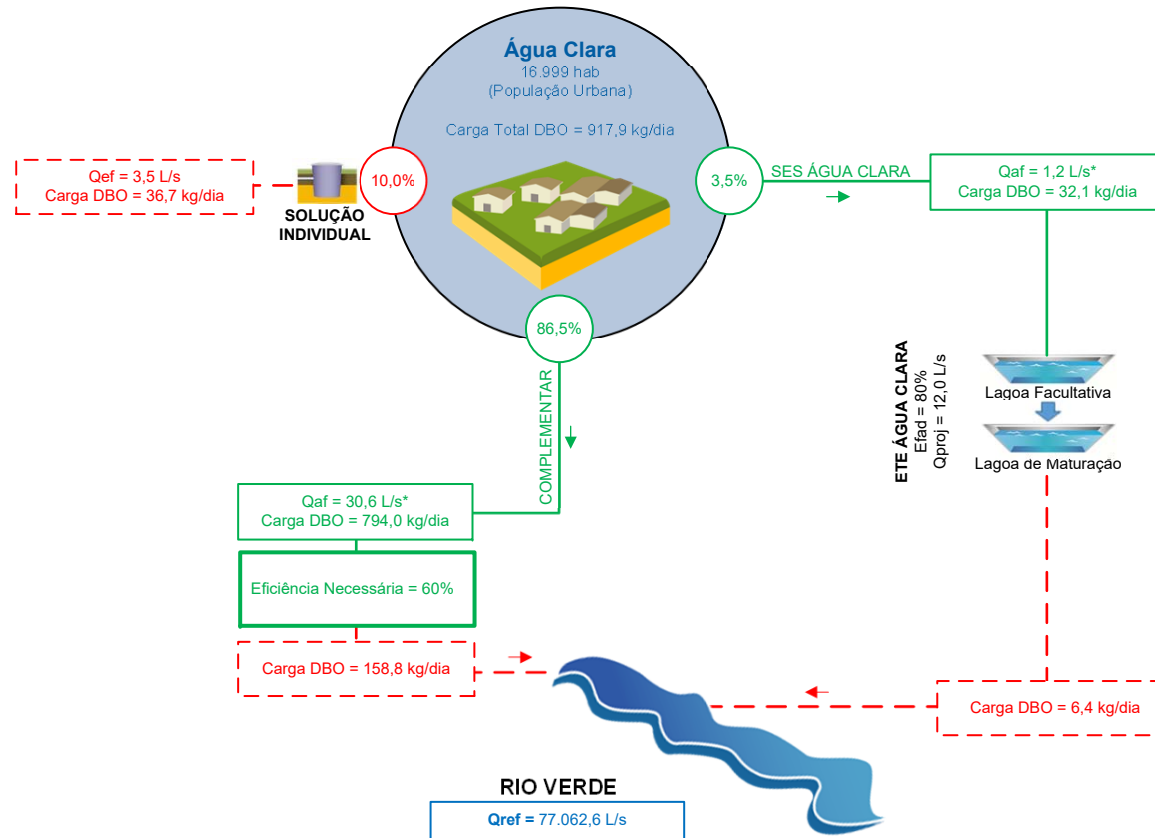 Água Clara
16.999 hab
(População Urbana)
Carga Total DBO = 917,9 kg/dia
Qef = 3,5 L/s
Carga DBO = 36,7 kg/dia
SOLUÇÃO
INDIVIDUAL
10,0%
3,5%
SES ÁGUA CLARA
Qaf = 1,2 L/s*
Carga DBO = 32,1 kg/dia
86,5%
COMPLEMENTAR
ETE ÁGUA CLARA
Efad = 80%
Qproj = 12,0 L/s
Lagoa Facultativa
Lagoa de Maturação
Qaf = 30,6 L/s*
Carga DBO = 794,0 kg/dia
Eficiência Necessária = 60%
Carga DBO = 158,8 kg/dia
Carga DBO = 6,4 kg/dia
RIO VERDE
Qref = 77.062,6 L/s